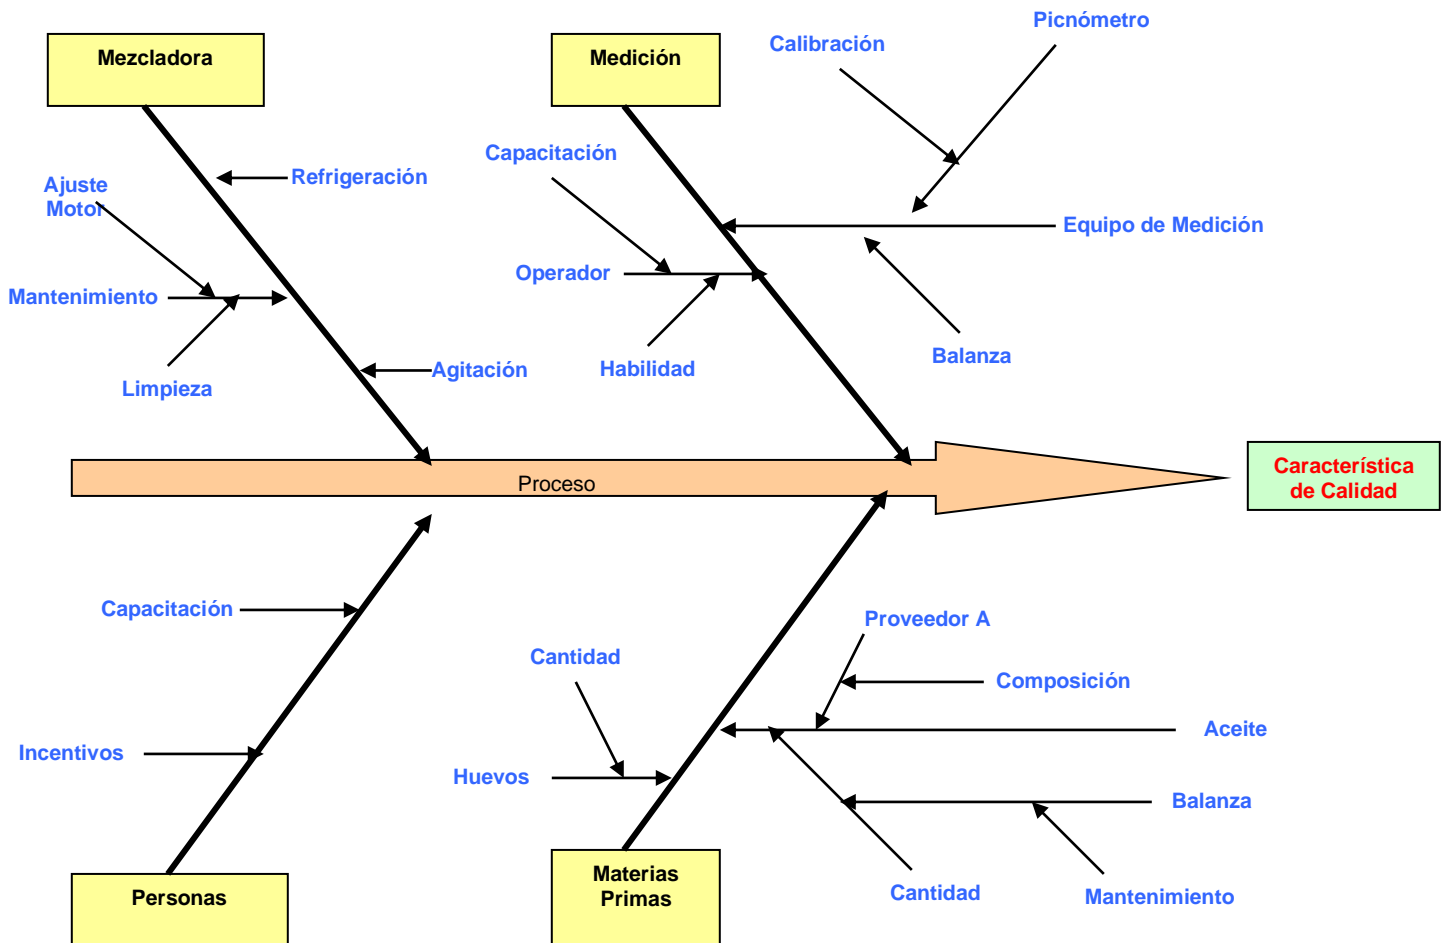 Picnómetro
Mezcladora
Medición
Calibración
Capacitación
Refrigeración
Ajuste
Motor
Equipo de Medición
Operador
Mantenimiento
Balanza
Habilidad
Agitación
Limpieza
Característica
de Calidad
Proceso
Capacitación
Proveedor A
Cantidad
Composición
Aceite
Incentivos
Huevos
Balanza
Materias
Primas
Personas
Cantidad
Mantenimiento